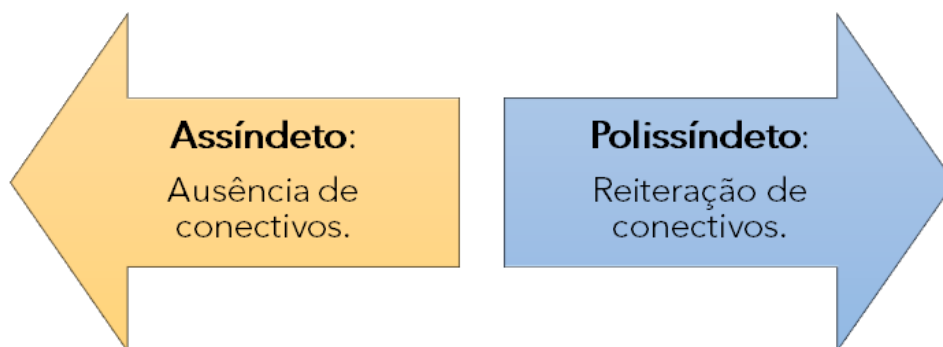 Assíndeto:
Ausência de
conectivos.
Polissíndeto:
Reiteração de
conectivos.